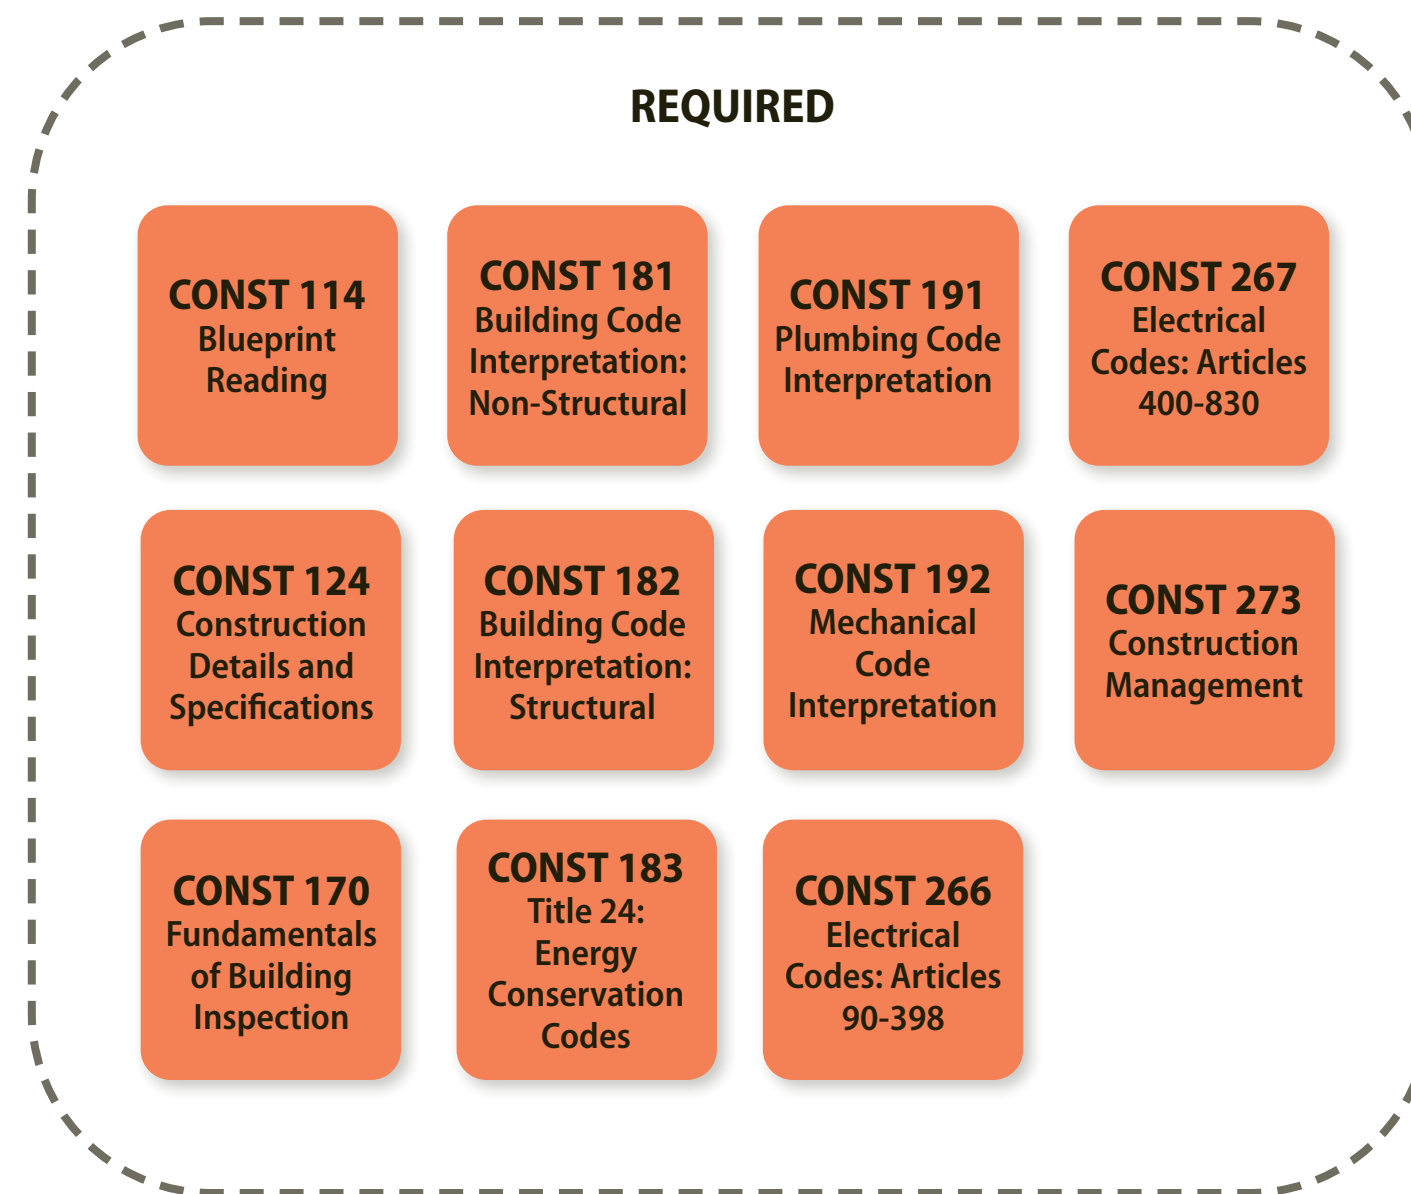 REQUIRED
CONST 114
Blueprint
Reading
CONST 181
Building Code
Interpretation:
Non-Structural
CONST 191
Plumbing Code
Interpretation
CONST 267
Electrical
Codes: Articles
400-830
CONST 124
Construction
Details and
Specifications
CONST 182
Building Code
Interpretation:
Structural
CONST 192
Mechanical
Code
Interpretation
CONST 273
Construction
Management
CONST 170
Fundamentals
of Building
Inspection
CONST 183
Title 24:
Energy
Conservation
Codes
CONST 266
Electrical
Codes: Articles
90-398